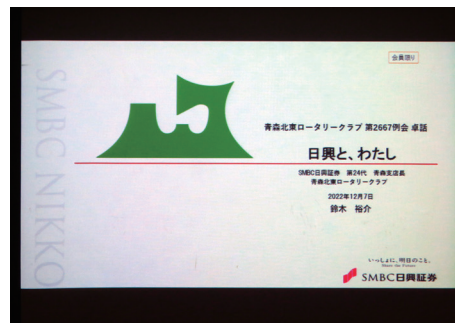 SMBC NIKKO
会員限り
青森北東ロータリークラブ 第2667例会 卓話
日興と、わたし
SMBC日興証券 第24代 青森支店長
青森北東ロータリークラブ
2022年12月7日
鈴木 裕介
いっしょに、明日のこと。
Share the Future
SMBC日興証券